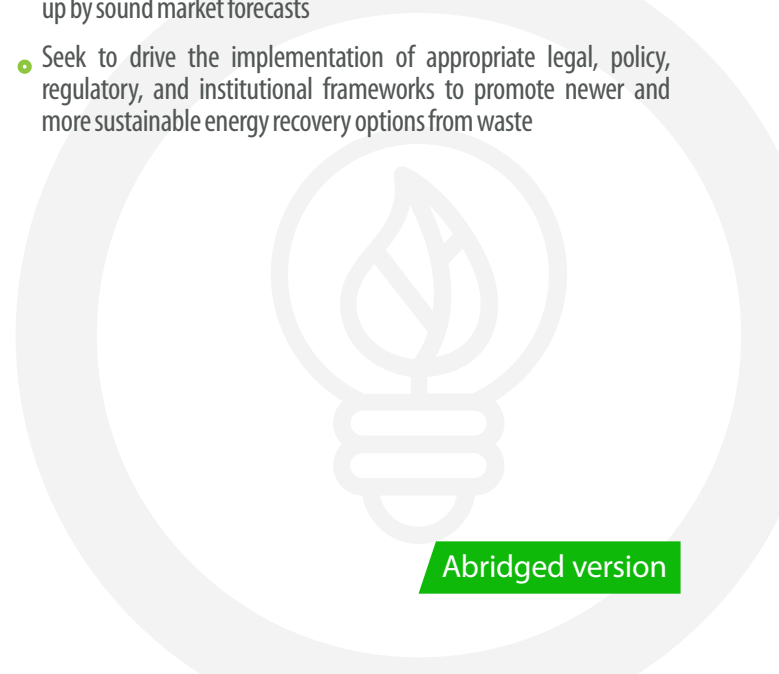 up by sound market forecasts
Seek to drive the implementation of appropriate legal, policy,
regulatory, and institutional frameworks to promote newer and
more sustainable energy recovery options from waste
Abridged version